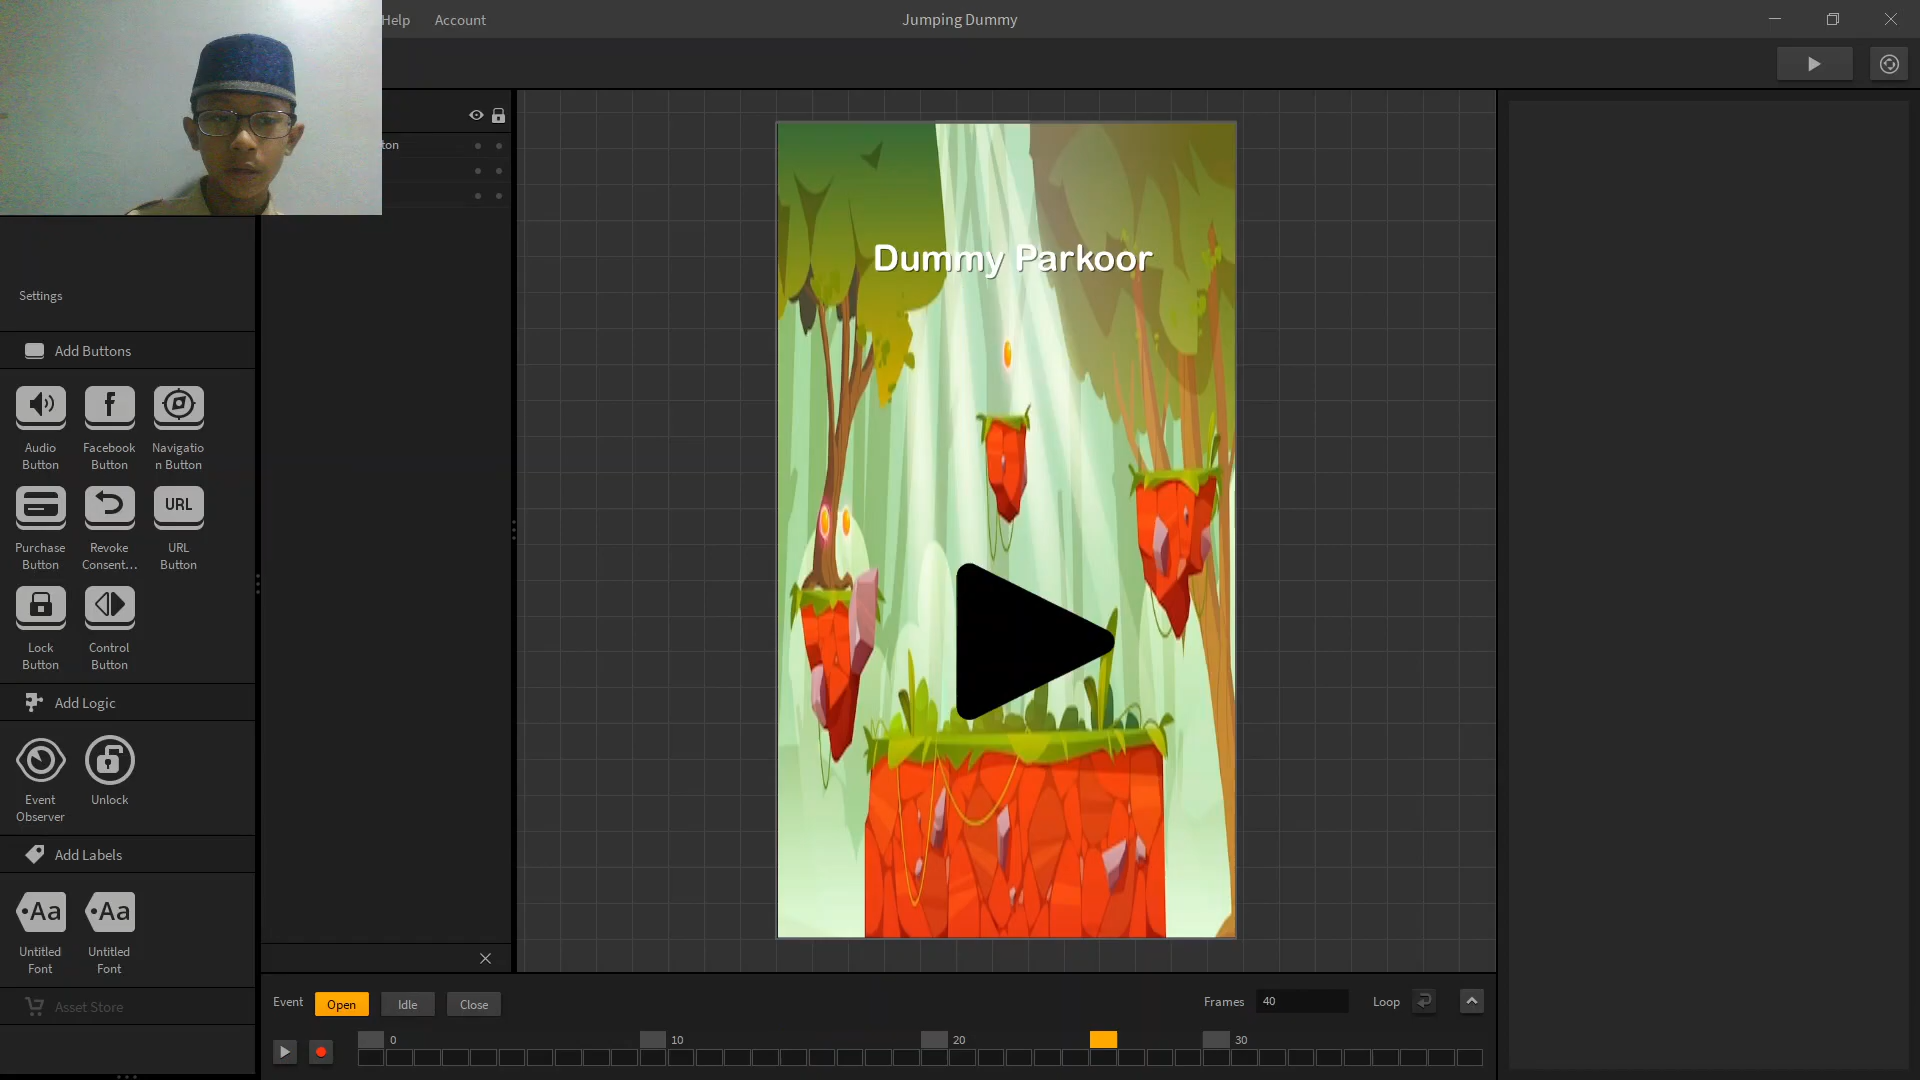 Help Account Jumping Dummy
ton
Dummy Parkoor
Settings
Add Buttons
Audio Button
Facebook Button
Navigatio n Button
Purchase Button
Revoke Consent...
URL
URL Button
Lock Button
Control Button
Add Logic
Event Observer
Unlock
Add Labels
Aa
Aa
Untitled Font
Untitled Font
Asset Store
Event Open Idle Close Frames 40 Loop
0 10 20 30